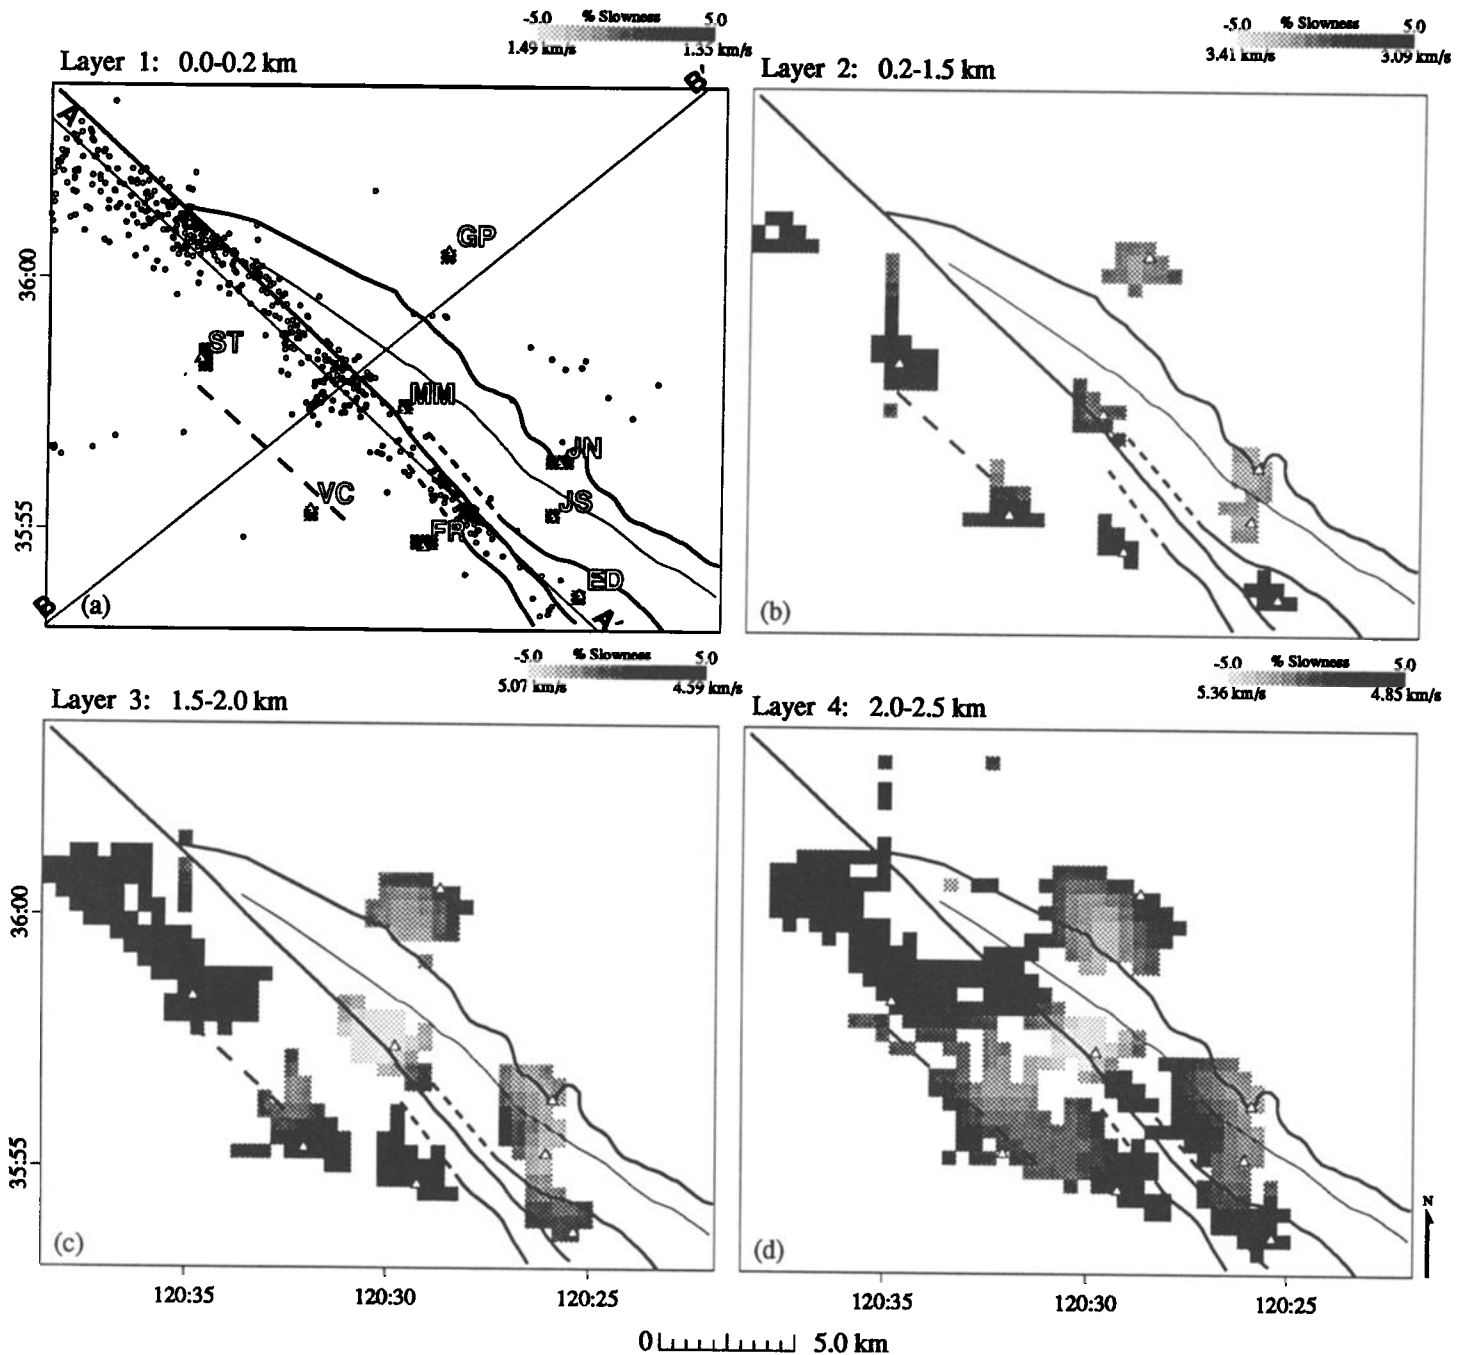 -5.0 % Slowness 5.0
1.49 km/s 1.35 km/s
Layer 1: 0.0-0.2 km
-5.0 % Slowness 5.0
3.41 km/s 3.09 km/s
Layer 2: 0.2-1.5 km
B'
A
GP
36:00
ST
MM
JN
VC
JS
35:55
FR
ED
B
(a)
A'
(b)
-5.0 % Slowness 5.0
5.07 km/s 4.59 km/s
Layer 3: 1.5-2.0 km
-5.0 % Slowness 5.0
5.36 km/s 4.85 km/s
Layer 4: 2.0-2.5 km
36:00
35:55
(c)
(d)
N
120:35 120:30 120:25
120:35 120:30 120:25
0 5.0 km